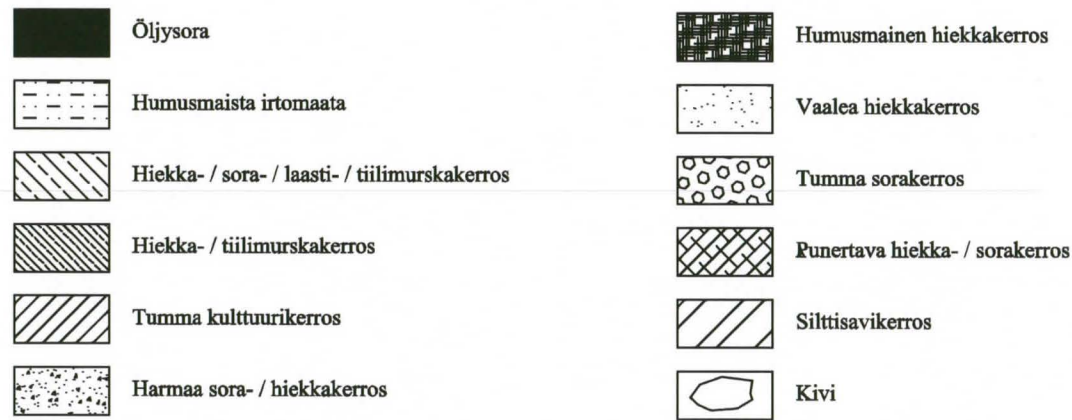 Öljysora
Humusmaista irtomaata
Hiekka- / sora- / laasti- / tiilimurskakerros
Hiekka- / tiilimurskakerros
Tumma kulttuurikerros
Harmaa sora- / hiekkakerros
Humusmainen hiekkakerros
Vaalea hiekkakerros
Tumma sorakerros
Punertava hiekka- / sorakerros
Silttisavikerros
Kivi